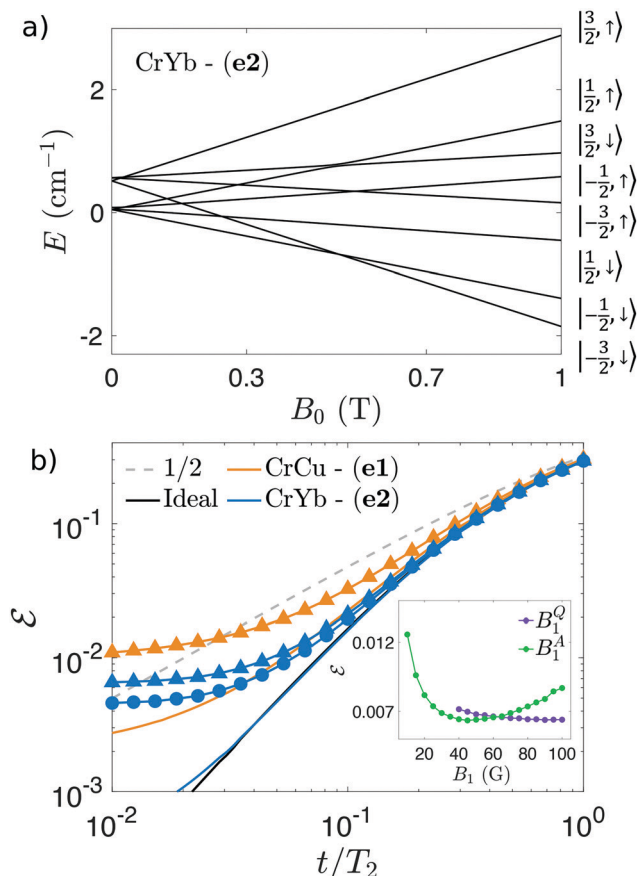 a)
CrYb - (e2)
E (cm⁻¹)
2
0
-2
0 0.3 0.7 1
B₀ (T)
|3/2, ↑⟩
|1/2, ↑⟩
|3/2, ↓⟩
|-1/2, ↑⟩
|-3/2, ↑⟩
|1/2, ↓⟩
|-1/2, ↓⟩
|-3/2, ↓⟩
b)
1/2 CrCu - (e1)
Ideal CrYb - (e2)
ℰ
10⁻¹
10⁻²
10⁻³
10⁻² 10⁻¹ 10⁰
t/T₂
B₁^Q
B₁^A
ℰ
0.012
0.007
20 40 60 80 100
B₁ (G)